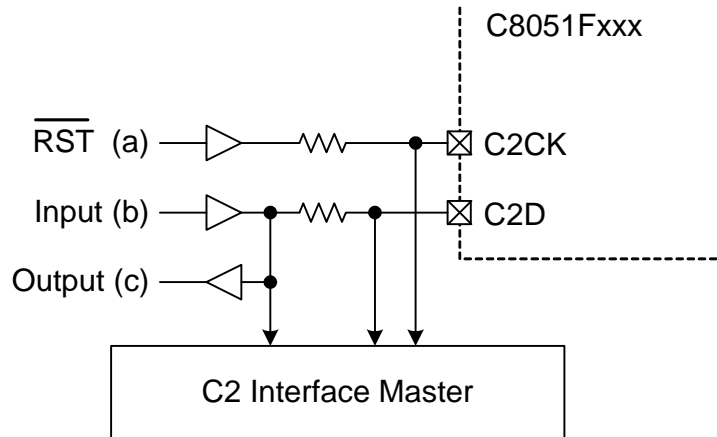 C8051Fxxx
RST (a)
C2CK
Input (b)
C2D
Output (c)
C2 Interface Master